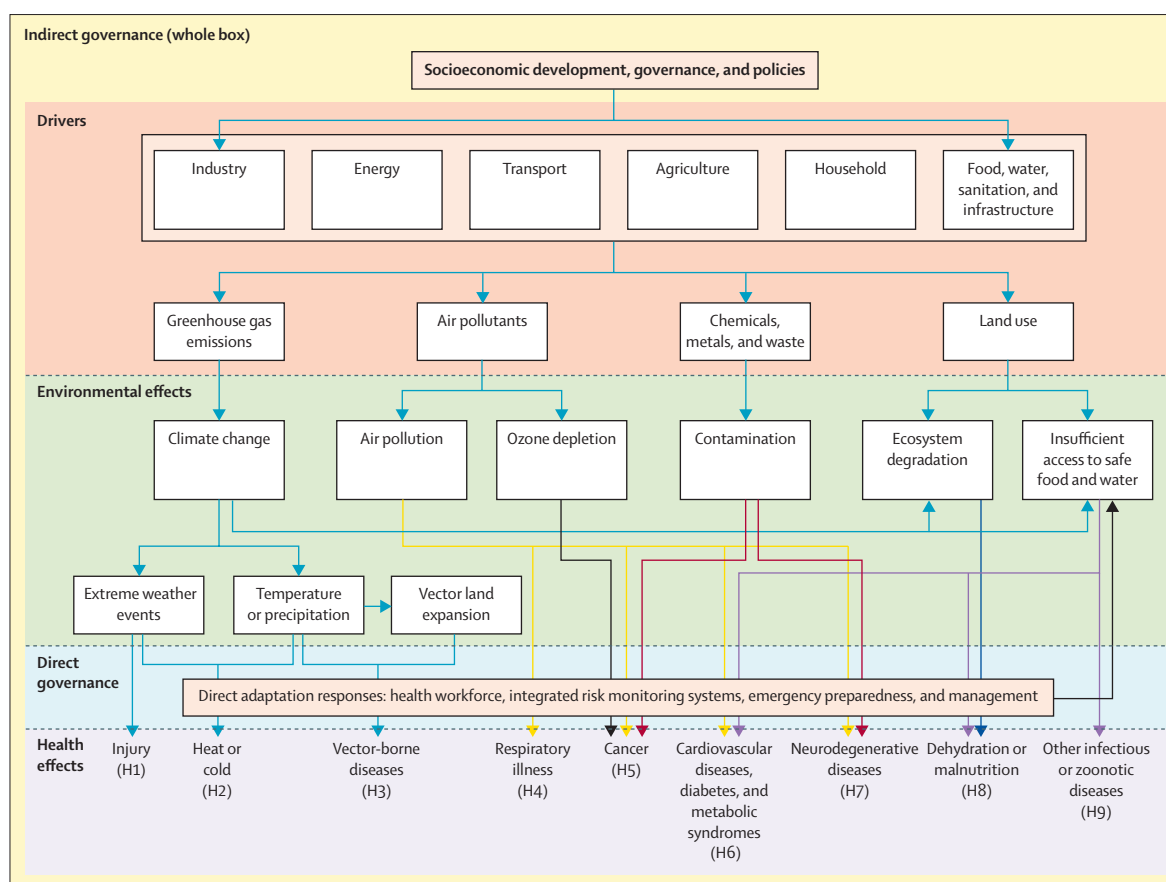 Indirect governance (whole box)
Socioeconomic development, governance, and policies
Drivers
Industry
Energy
Transport
Agriculture
Household
Food, water,
sanitation, and
infrastructure
Greenhouse gas
emissions
Air pollutants
Chemicals,
metals, and waste
Land use
Environmental effects
Climate change
Air pollution
Ozone depletion
Contamination
Ecosystem
degradation
Insufficient
access to safe
food and water
Extreme weather
events
Temperature
or precipitation
Vector land
expansion
Direct
governance
Direct adaptation responses: health workforce, integrated risk monitoring systems, emergency preparedness, and management
Health
effects
Injury
(H1)
Heat or
cold
(H2)
Vector-borne
diseases
(H3)
Respiratory
illness
(H4)
Cancer
(H5)
Cardiovascular
diseases,
diabetes, and
metabolic
syndromes
(H6)
Neurodegenerative
diseases
(H7)
Dehydration or
malnutrition
(H8)
Other infectious
or zoonotic
diseases
(H9)